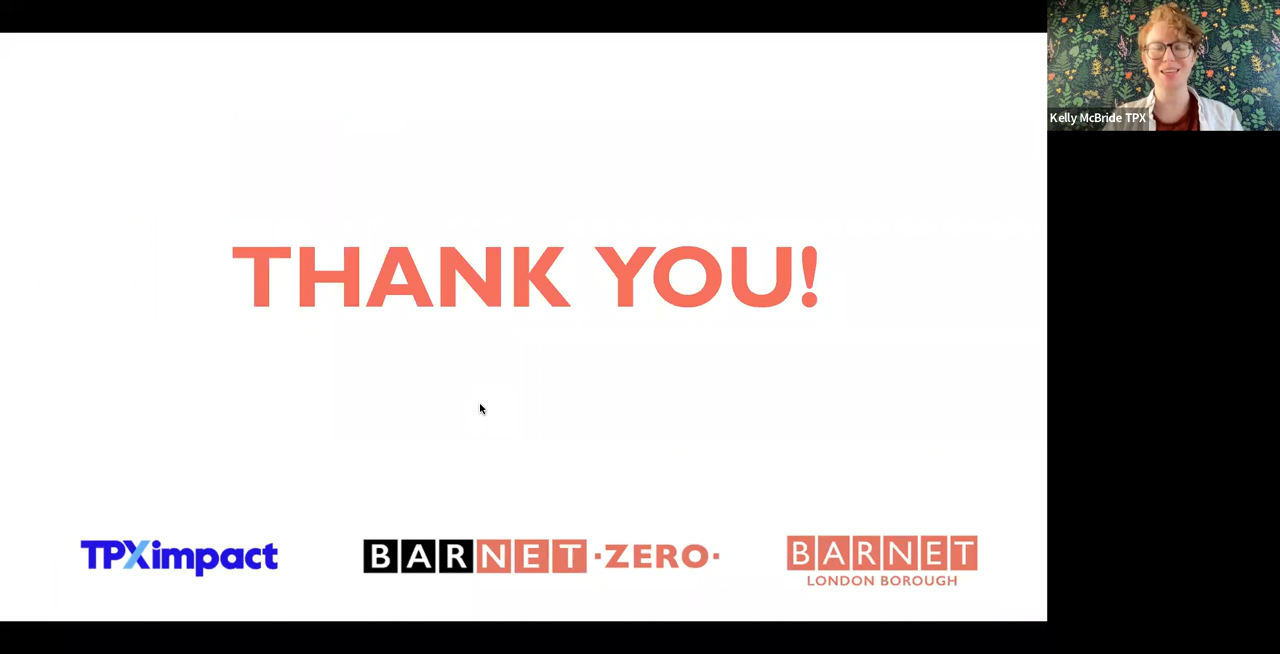 Kelly McBride TPX
THANK YOU!
TPXimpact
BARNET ·ZERO·
BARNET
LONDON BOROUGH